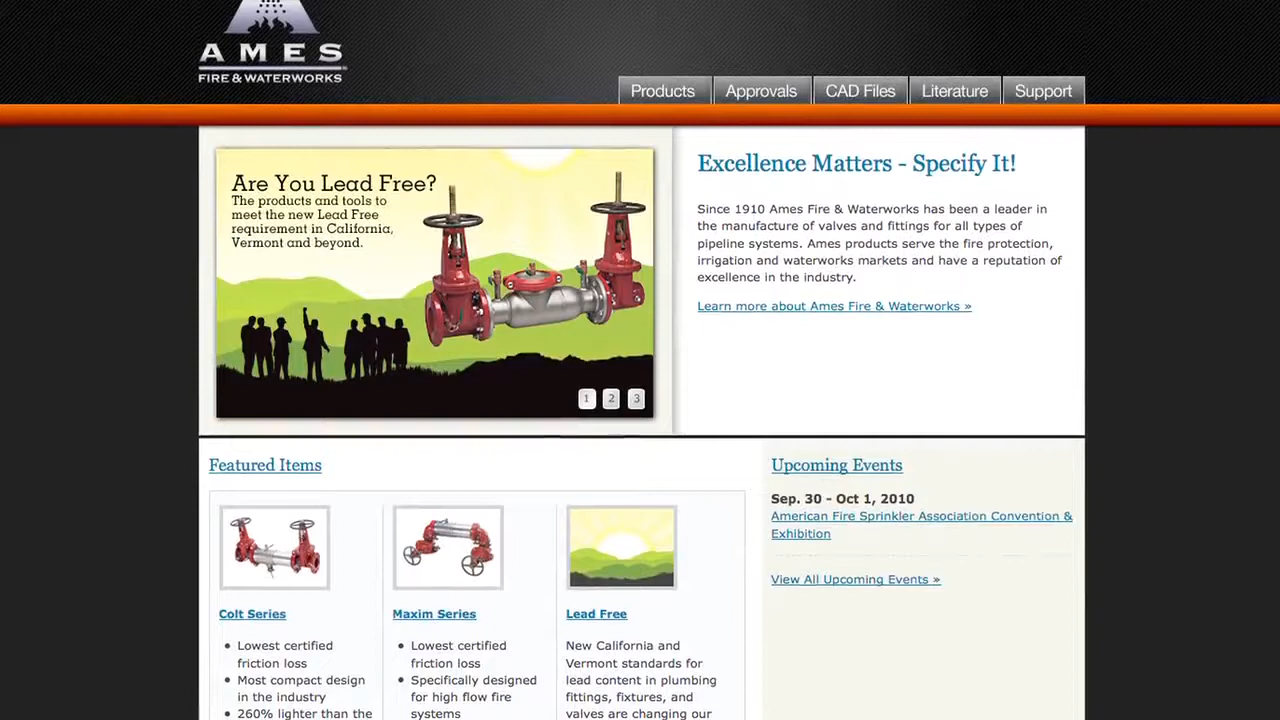 AMES
FIRE & WATERWORKS
Products
Approvals
CAD Files
Literature
Support
Are You Lead Free?
The products and tools to
meet the new Lead Free
requirement in California,
Vermont and beyond.
1 2 3
Excellence Matters - Specify It!
Since 1910 Ames Fire & Waterworks has been a leader in
the manufacture of valves and fittings for all types of
pipeline systems. Ames products serve the fire protection,
irrigation and waterworks markets and have a reputation of
excellence in the industry.
Learn more about Ames Fire & Waterworks »
Featured Items
Colt Series
• Lowest certified
friction loss
• Most compact design
in the industry
• 260% lighter than the
Maxim Series
• Lowest certified
friction loss
• Specifically designed
for high flow fire
systems
Lead Free
New California and
Vermont standards for
lead content in plumbing
fittings, fixtures, and
valves are changing our
Upcoming Events
Sep. 30 - Oct 1, 2010
American Fire Sprinkler Association Convention &
Exhibition
View All Upcoming Events »